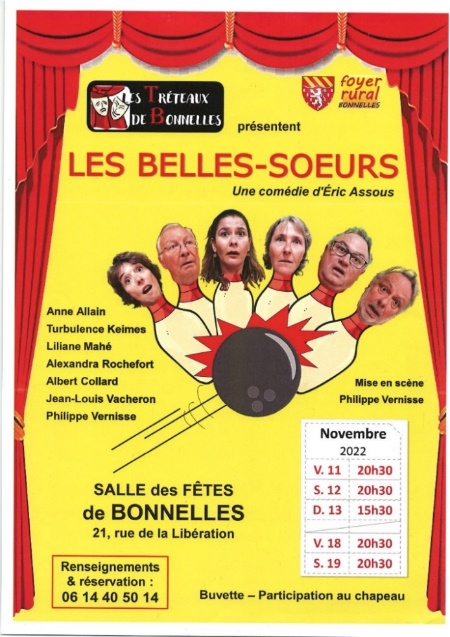 LES TRÉTEAUX
DE BONNELLES
foyer
rural
BONNELLES
présentent
LES BELLES-SOEURS
Une comédie d'Éric Assous
Anne Allain
Turbulence Keimes
Liliane Mahé
Alexandra Rochefort
Albert Collard
Jean-Louis Vacheron
Philippe Vernisse
Mise en scène
Philippe Vernisse
Novembre
2022
V. 11 20h30
S. 12 20h30
D. 13 15h30
V. 18 20h30
S. 19 20h30
SALLE des FÊTES
de BONNELLES
21, rue de la Libération
Renseignements
& réservation :
06 14 40 50 14
Buvette – Participation au chapeau